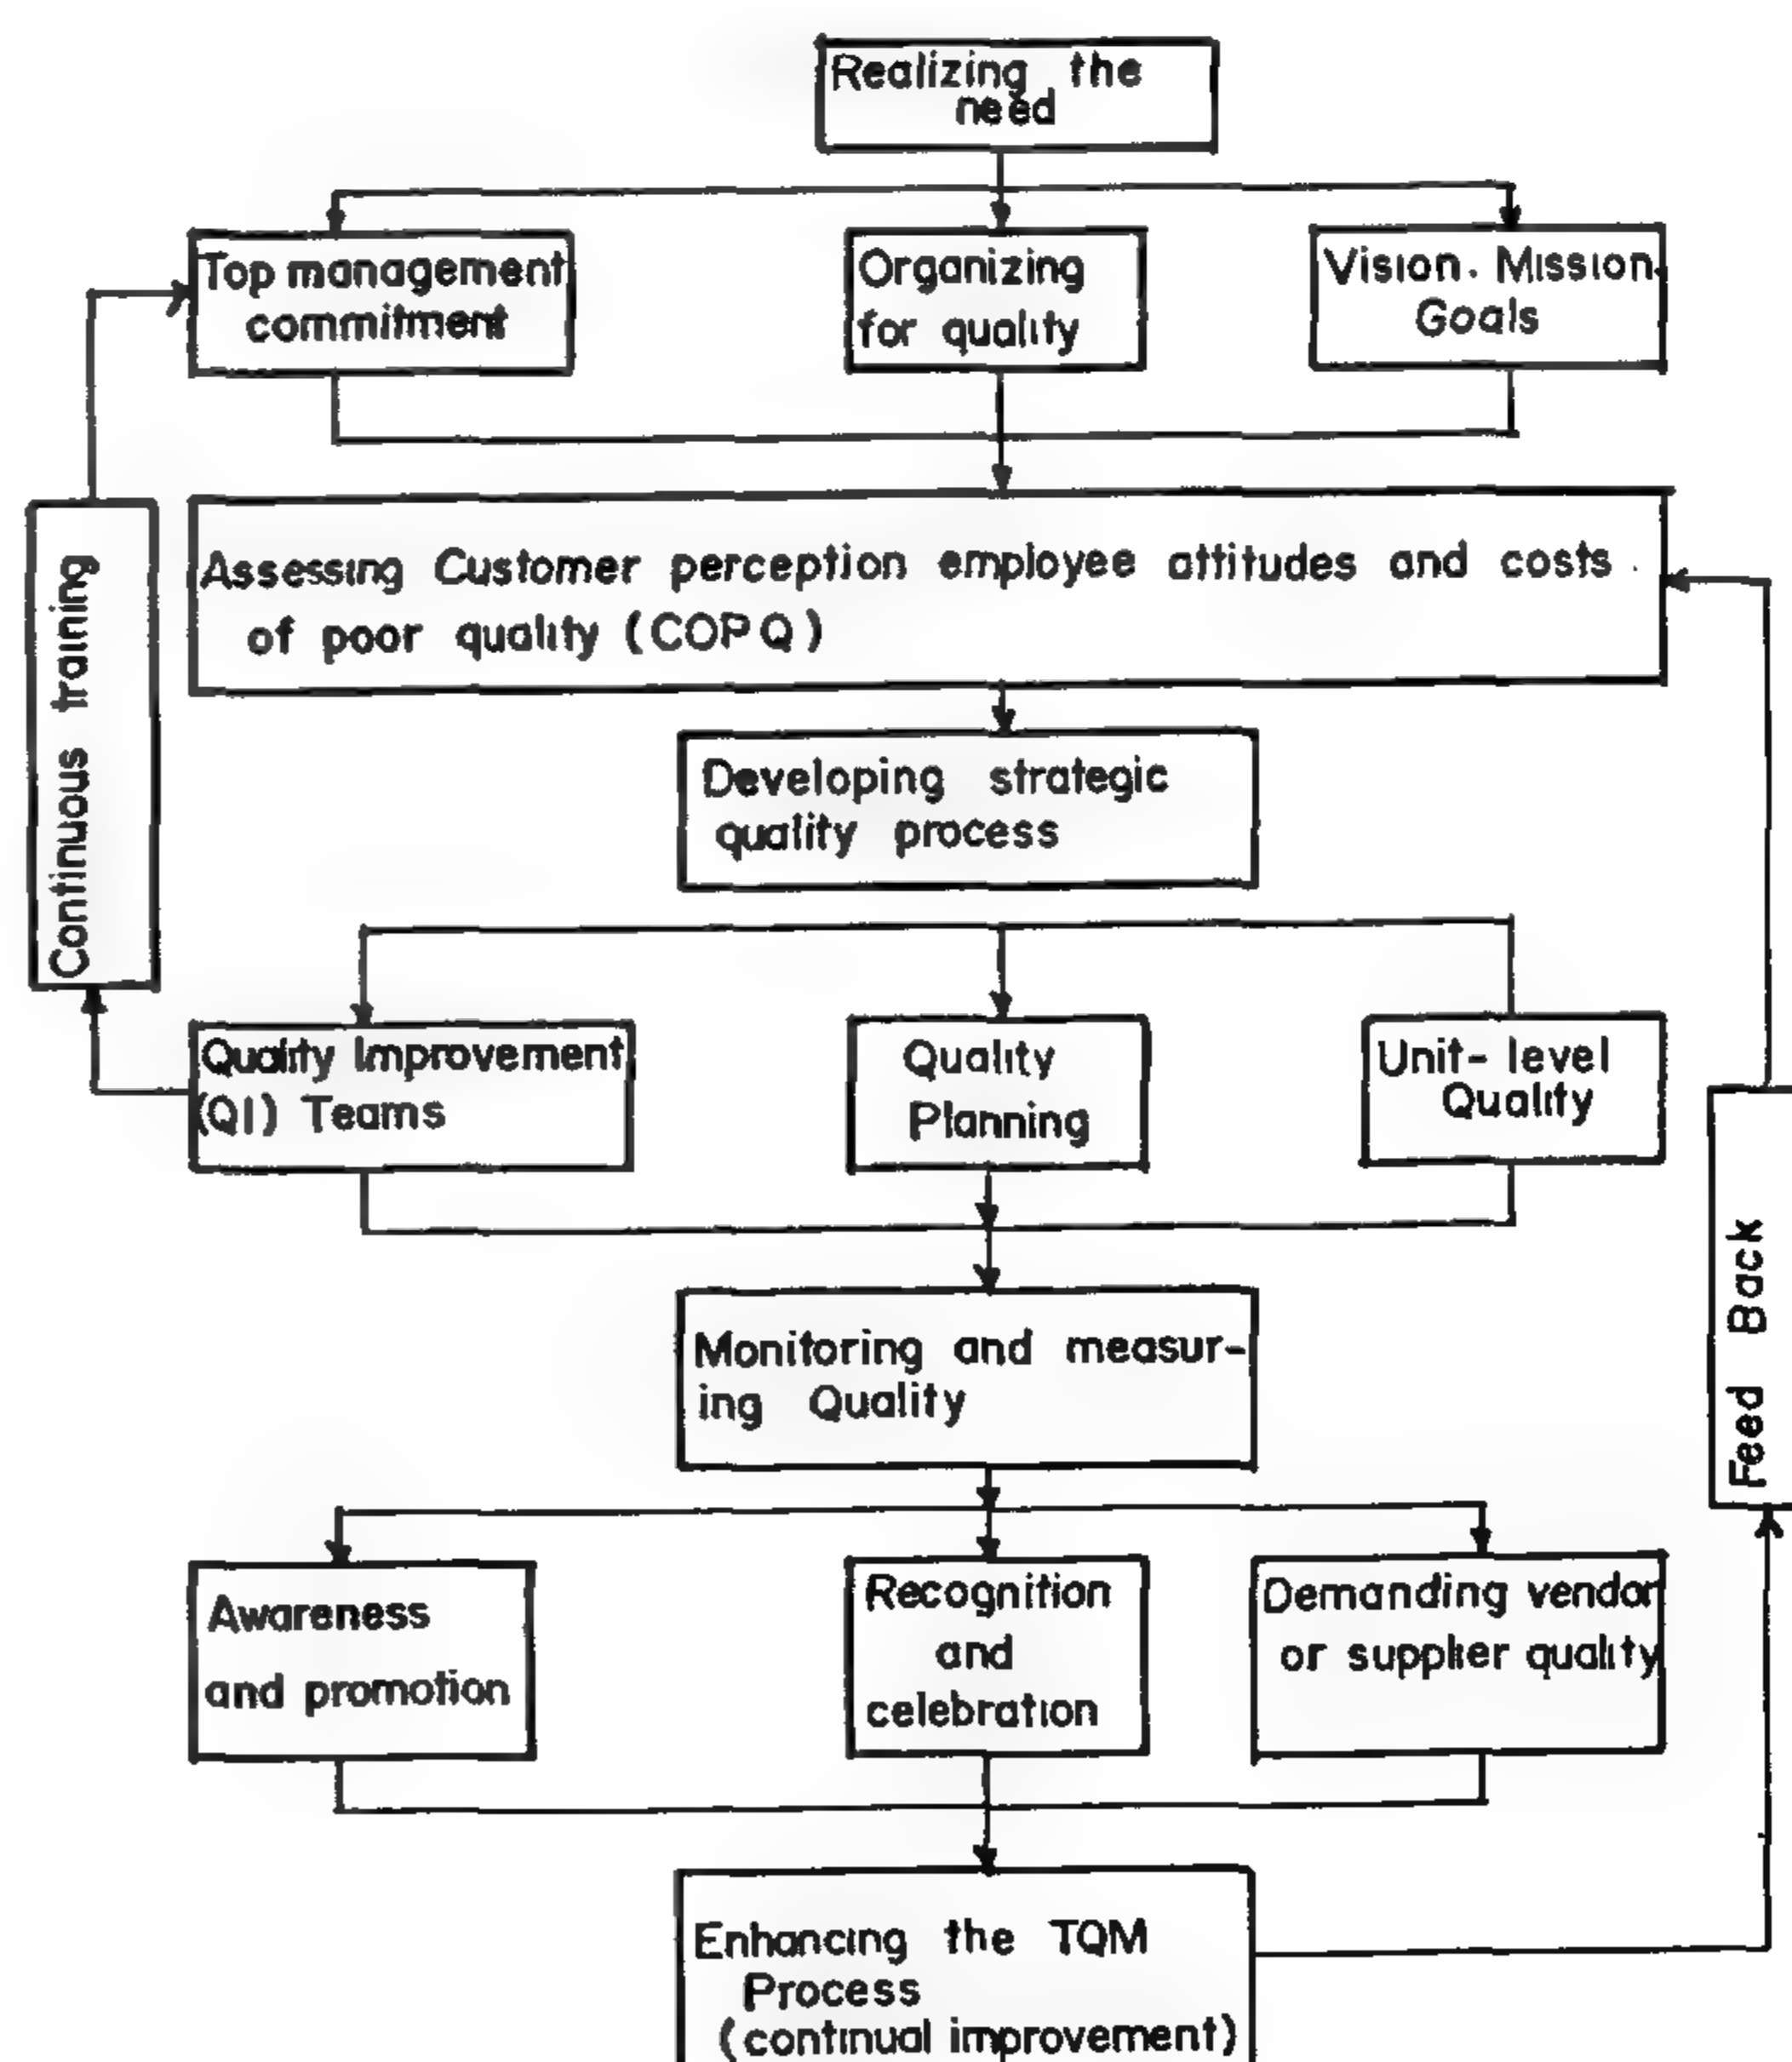 Realizing the
need
Top management
commitment
Organizing
for quality
Vision. Mission.
Goals
Continuous training
Assessing Customer perception employee attitudes and costs
of poor quality (COPQ)
Developing strategic
quality process
Quality Improvement
(QI) Teams
Quality
Planning
Unit-level
Quality
Feed Back
Monitoring and measur-
ing Quality
Awareness
and promotion
Recognition
and
celebration
Demanding vendor
or supplier quality
Enhancing the TQM
Process
(continual improvement)